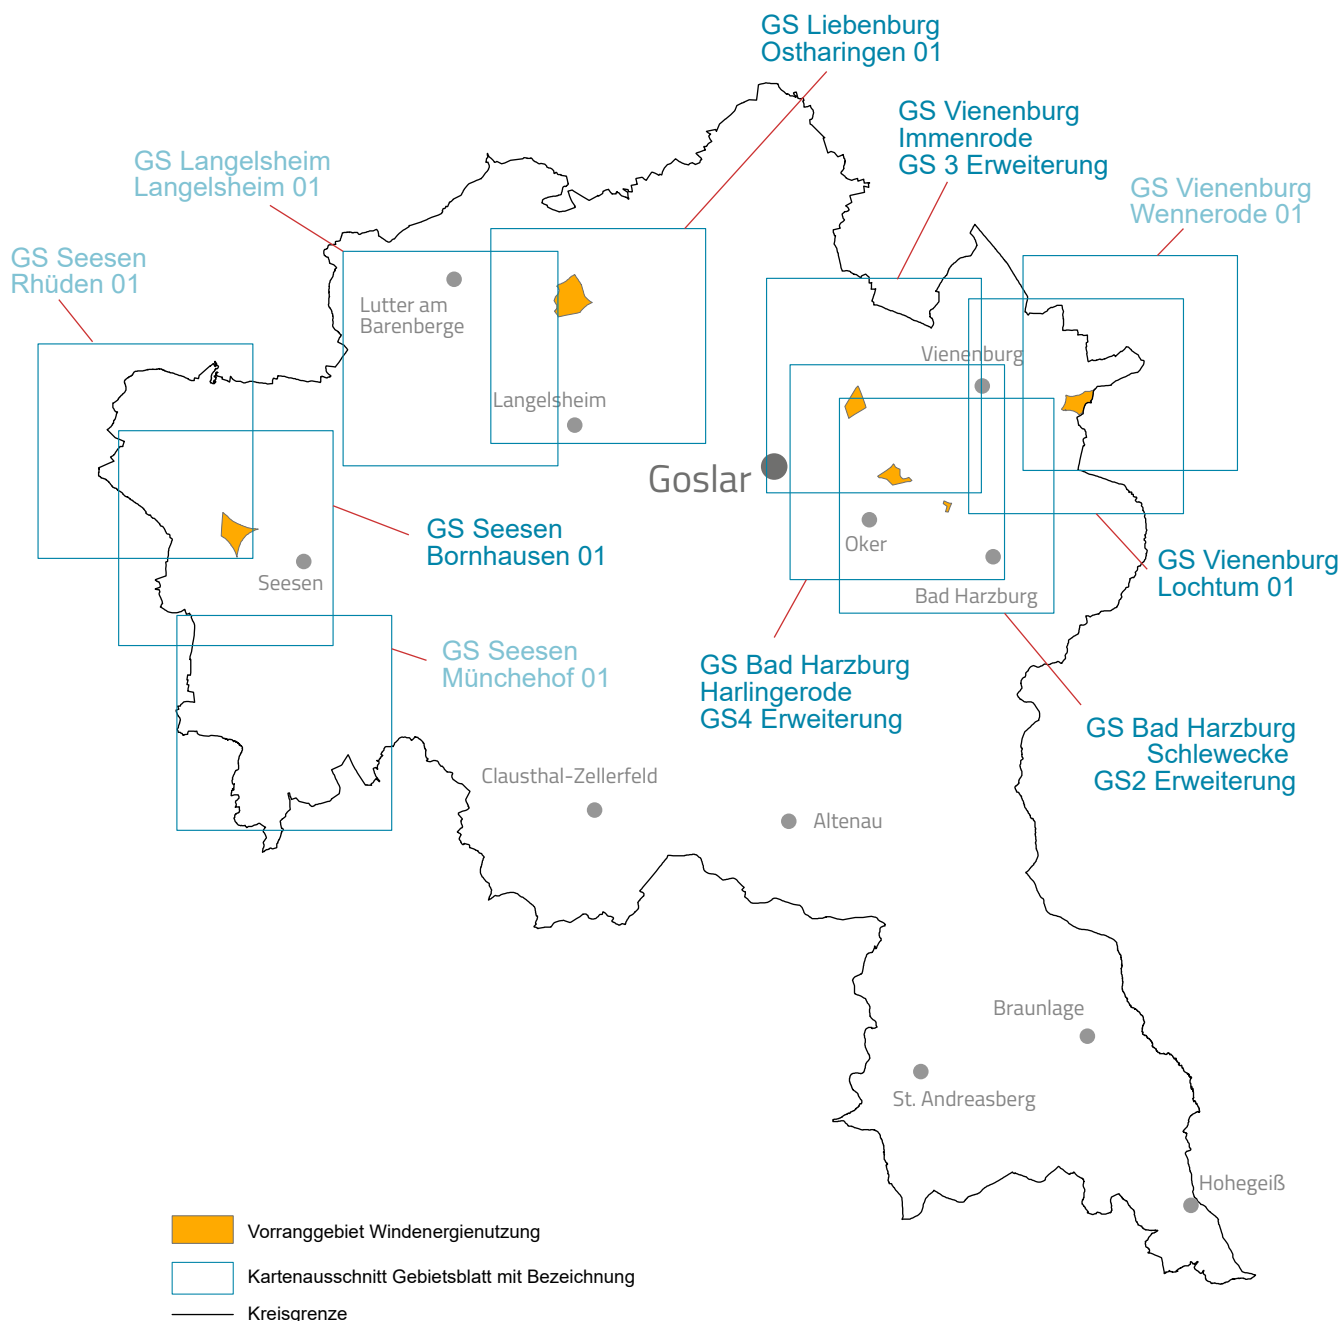 GS Liebenburg
Ostharingen 01
GS Vienenburg
Immenrode
GS 3 Erweiterung
GS Langelsheim
Langelsheim 01
GS Vienenburg
Wennerode 01
GS Seesen
Rhüden 01
Lutter am
Barenberge
Vienenburg
Langelsheim
Goslar
GS Seesen
Bornhausen 01
Oker
Seesen
Bad Harzburg
GS Vienenburg
Lochtum 01
GS Seesen
Münchehof 01
GS Bad Harzburg
Harlingerode
GS4 Erweiterung
GS Bad Harzburg
Schlewecke
GS2 Erweiterung
Clausthal-Zellerfeld
Altenau
Braunlage
St. Andreasberg
Hohegeiß
Vorranggebiet Windenergienutzung
Kartenausschnitt Gebietsblatt mit Bezeichnung
Kreisgrenze